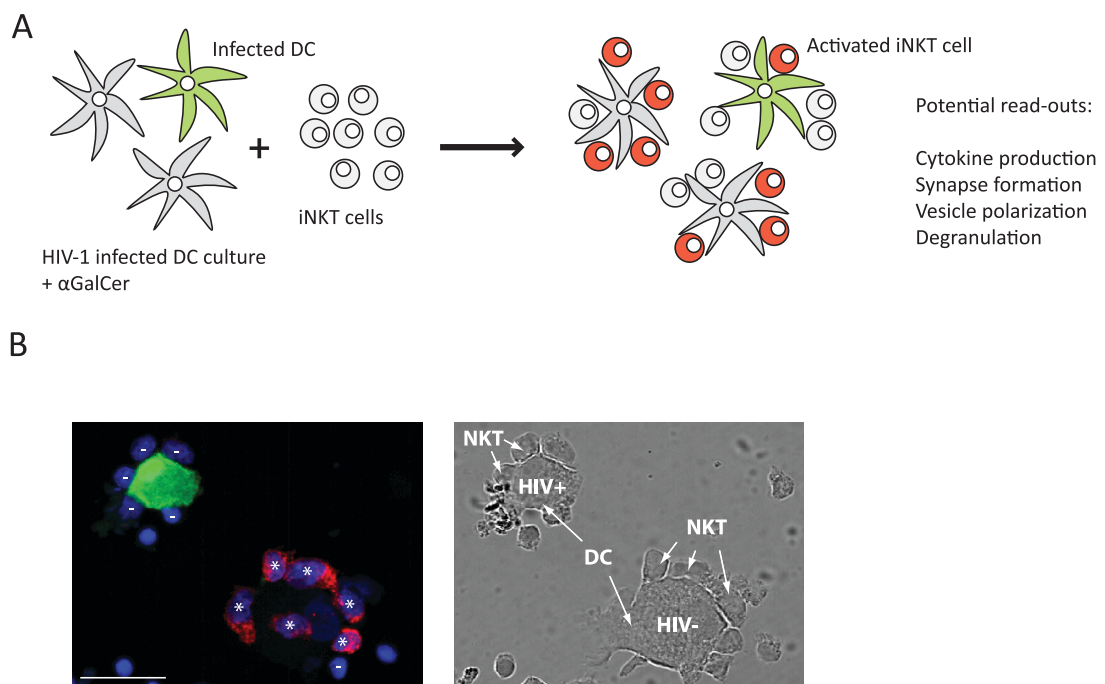 A
Infected DC
iNKT cells
HIV-1 infected DC culture
+ αGalCer
+
Activated iNKT cell
Potential read-outs:
Cytokine production
Synapse formation
Vesicle polarization
Degranulation
B
- -
-
- -
* *
* *
*
*
-
NKT
HIV+
NKT
DC
HIV-